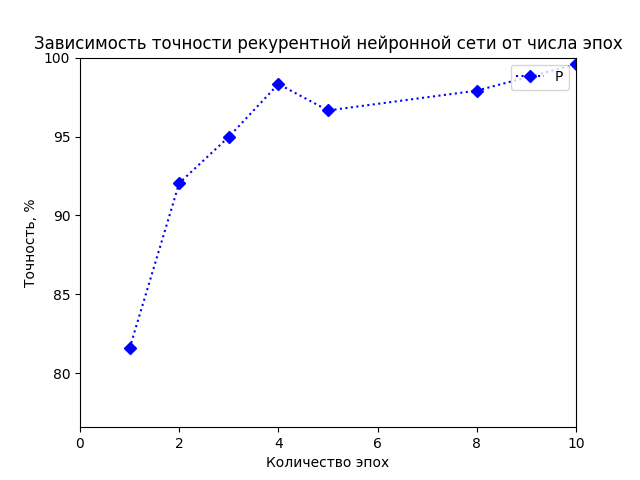 Зависимость точности рекурентной нейронной сети от числа эпох
P
100
95
90
85
80
Точность, %
0 2 4 6 8 10
Количество эпох